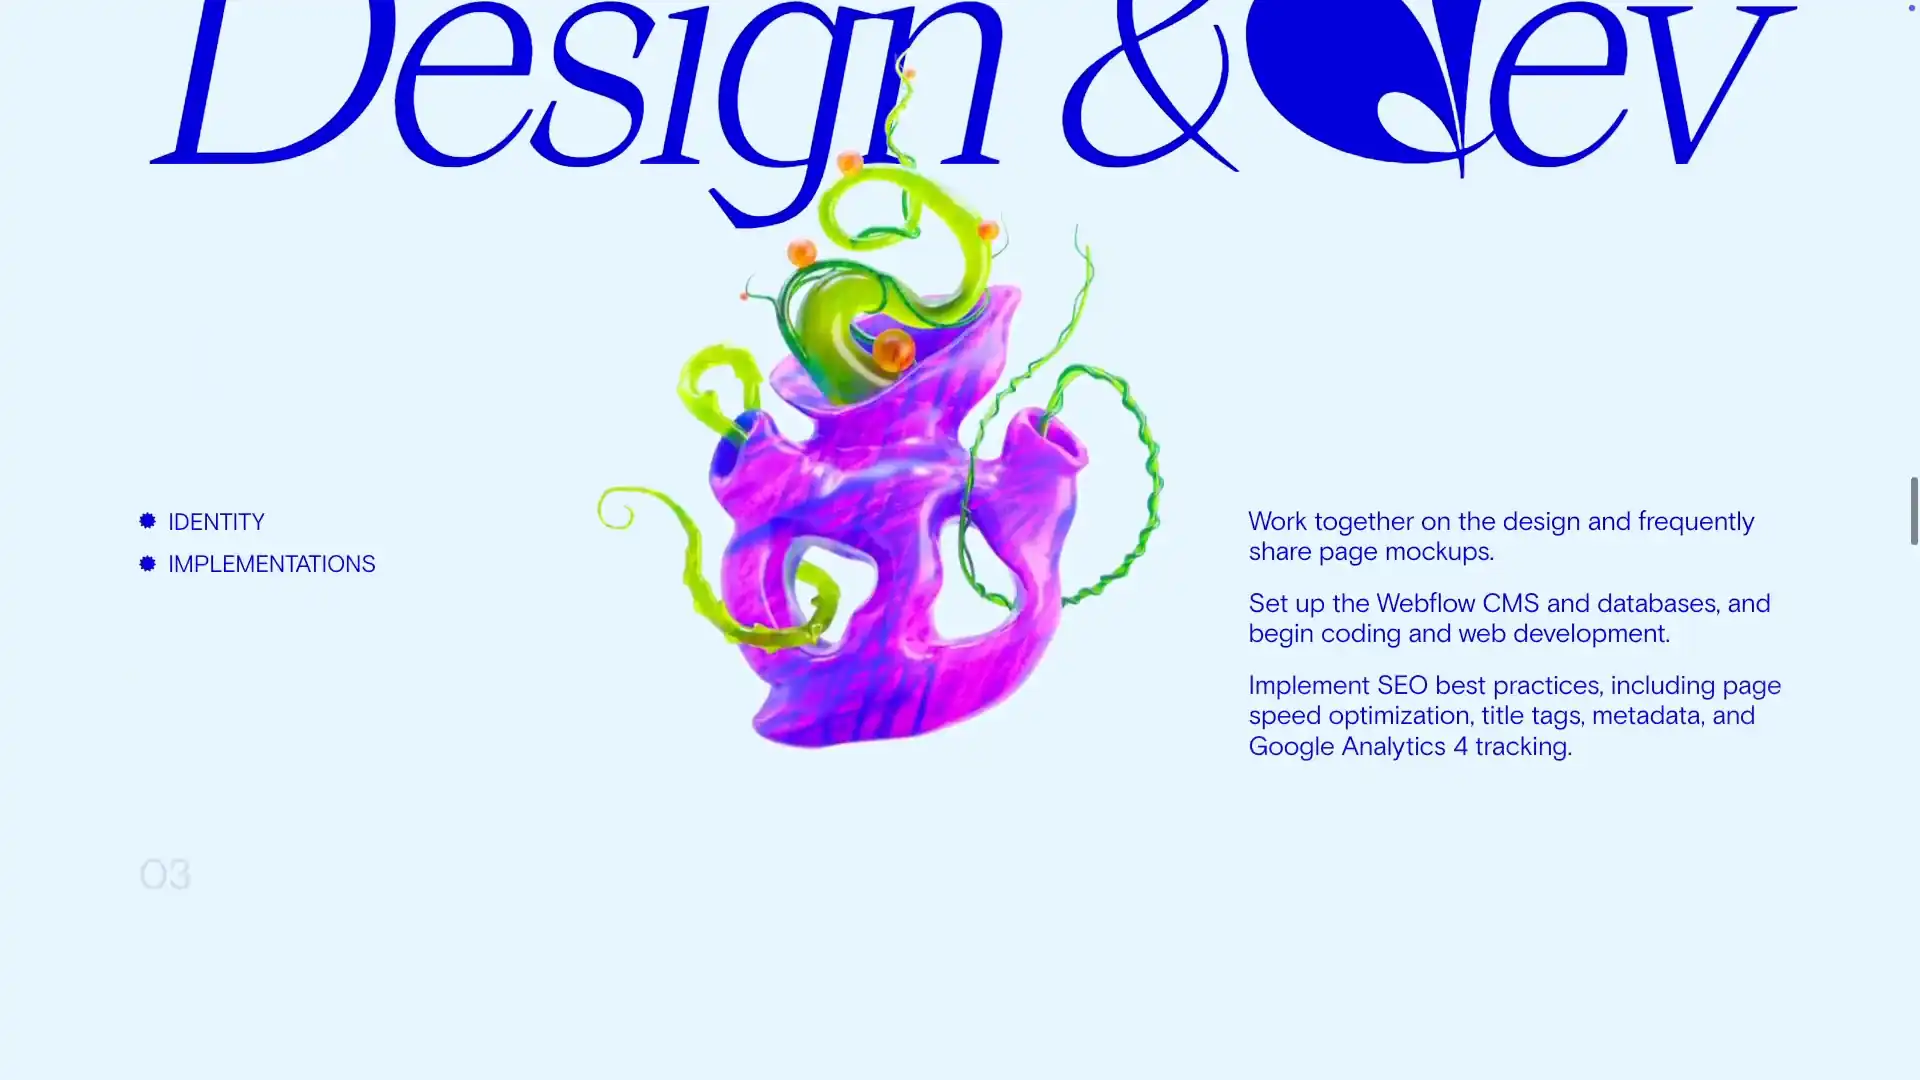 Design & dev
IDENTITY
IMPLEMENTATIONS
Work together on the design and frequently
share page mockups.
Set up the Webflow CMS and databases, and
begin coding and web development.
Implement SEO best practices, including page
speed optimization, title tags, metadata, and
Google Analytics 4 tracking.
03